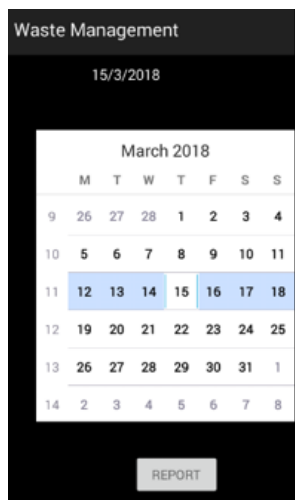 Waste Management
15/3/2018
March 2018
M T W T F S S
9 26 27 28 1 2 3 4
10 5 6 7 8 9 10 11
11 12 13 14 15 16 17 18
12 19 20 21 22 23 24 25
13 26 27 28 29 30 31 1
14 2 3 4 5 6 7 8
REPORT